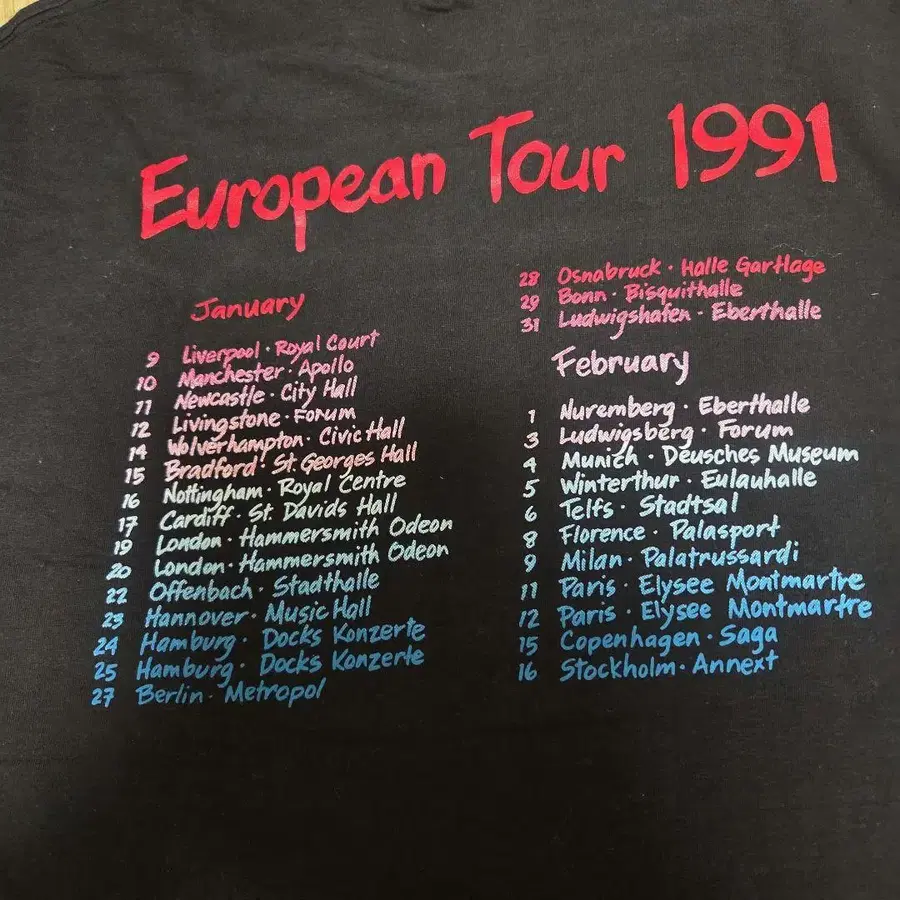 European Tour 1991
January
9 Liverpool · Royal Court
10 Manchester · Apollo
11 Newcastle · City Hall
12 Livingstone · Forum
14 Wolverhampton · Civic Hall
15 Bradford · St. Georges Hall
16 Nottingham · Royal Centre
17 Cardiff · St. Davids Hall
19 London · Hammersmith Odeon
20 London · Hammersmith Odeon
22 Offenbach · Stadthalle
23 Hannover · Music Hall
24 Hamburg · Docks Konzerte
25 Hamburg · Docks Konzerte
27 Berlin · Metropol
28 Osnabruck · Halle Gartlage
29 Bonn · Bisquithalle
31 Ludwigshafen · Eberthalle
February
1 Nuremberg · Eberthalle
3 Ludwigsberg · Forum
4 Munich · Deusches Museum
5 Winterthur · Eulauhalle
6 Telfs · Stadtsal
8 Florence · Palasport
9 Milan · Palatrussardi
11 Paris · Elysee Montmartre
12 Paris · Elysee Montmartre
15 Copenhagen · Saga
16 Stockholm · Annext